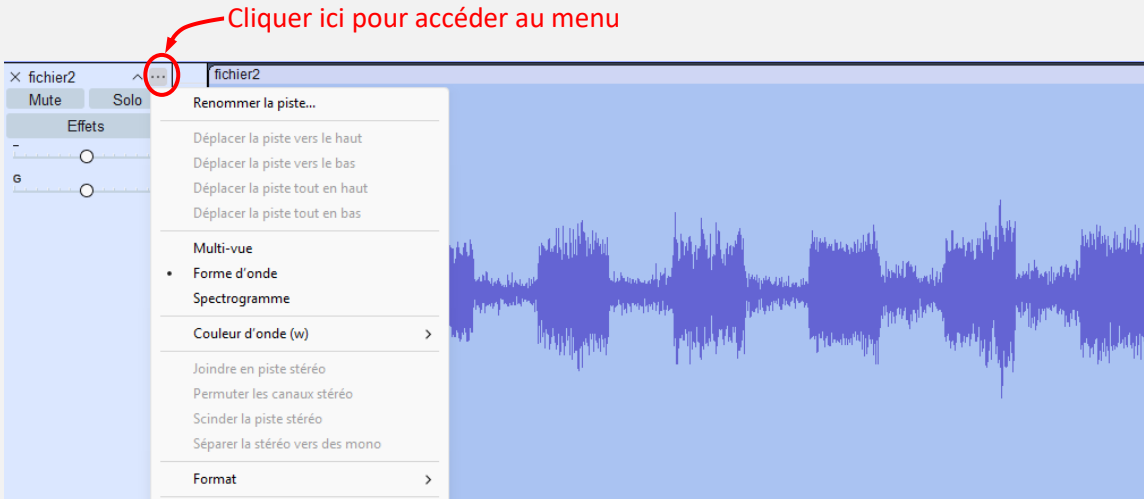 Cliquer ici pour accéder au menu
fichier2
fichier2
Mute Solo
Effets
-
G
Renommer la piste...
Déplacer la piste vers le haut
Déplacer la piste vers le bas
Déplacer la piste tout en haut
Déplacer la piste tout en bas
Multi-vue
Forme d'onde
Spectrogramme
Couleur d'onde (w)
Joindre en piste stéréo
Permuter les canaux stéréo
Scinder la piste stéréo
Séparer la stéréo vers des mono
Format